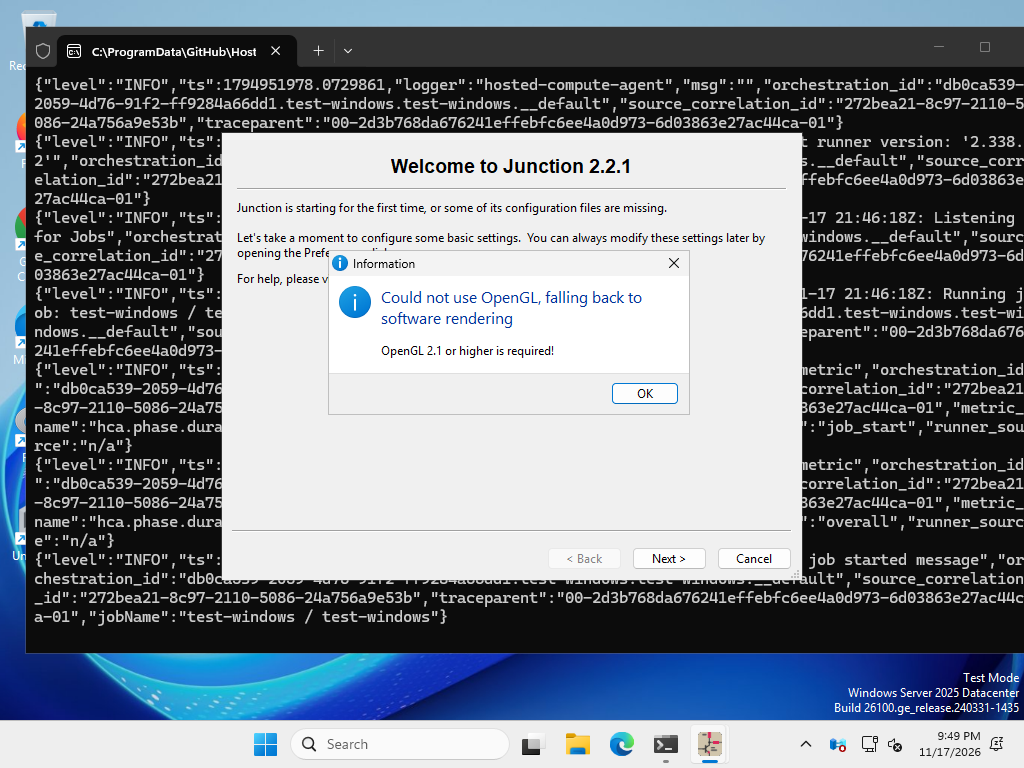 C:\ProgramData\GitHub\Host
{"level":"INFO","ts":1794951978.0729861,"logger":"hosted-compute-agent","msg":"","orchestration_id":"db0ca539-
2059-4d76-91f2-ff9284a66dd1.test-windows.test-windows.__default","source_correlation_id":"272bea21-8c97-2110-5
086-24a756a9e53b","traceparent":"00-2d3b768da676241effebfc6ee4a0d973-6d03863e27ac44ca-01"}
{"level":"INFO","ts": t runner version: '2.338.
2'","orchestration_id s.__default","source_corr
elation_id":"272bea21 ffebfc6ee4a0d973-6d03863e
27ac44ca-01"}
{"level":"INFO","ts": -17 21:46:18Z: Listening
for Jobs","orchestrat windows.__default","sourc
e_correlation_id":"27 6241effebfc6ee4a0d973-6d
03863e27ac44ca-01"}
{"level":"INFO","ts": 1-17 21:46:18Z: Running j
ob: test-windows / te 6dd1.test-windows.test-wi
ndows.__default","sou eparent":"00-2d3b768da676
241effebfc6ee4a0d973-
{"level":"INFO","ts": metric","orchestration_id
":"db0ca539-2059-4d76 correlation_id":"272bea21
-8c97-2110-5086-24a75 863e27ac44ca-01","metric_
name":"hca.phase.dura :"job_start","runner_sou
rce":"n/a"}
{"level":"INFO","ts": metric","orchestration_id
":"db0ca539-2059-4d76 correlation_id":"272bea21
-8c97-2110-5086-24a75 863e27ac44ca-01","metric_
name":"hca.phase.dura :"overall","runner_sourc
e":"n/a"}
{"level":"INFO","ts": job started message","or
chestration_id":"db0ca539-2059-4d76-91f2-ff9284a66dd1.test-windows.test-windows.__default","source_correlation
_id":"272bea21-8c97-2110-5086-24a756a9e53b","traceparent":"00-2d3b768da676241effebfc6ee4a0d973-6d03863e27ac44c
a-01","jobName":"test-windows / test-windows"}
Welcome to Junction 2.2.1
Junction is starting for the first time, or some of its configuration files are missing.
Let's take a moment to configure some basic settings. You can always modify these settings later by
opening the Prefe
For help, please v
Information
Could not use OpenGL, falling back to
software rendering
OpenGL 2.1 or higher is required!
OK
< Back
Next >
Cancel
Test Mode
Windows Server 2025 Datacenter
Build 26100.ge_release.240331-1435
Search
9:49 PM
11/17/2026